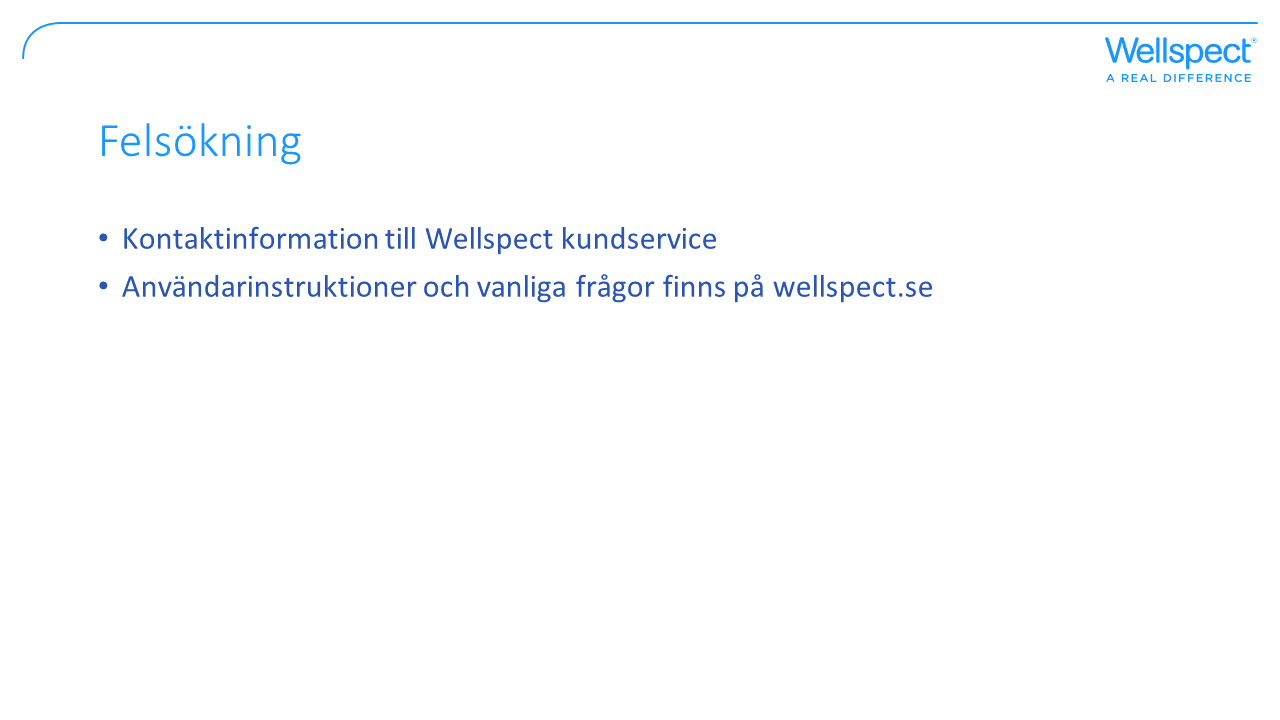 Wellspect®
A REAL DIFFERENCE
Felsökning
• Kontaktinformation till Wellspect kundservice
• Användarinstruktioner och vanliga frågor finns på wellspect.se